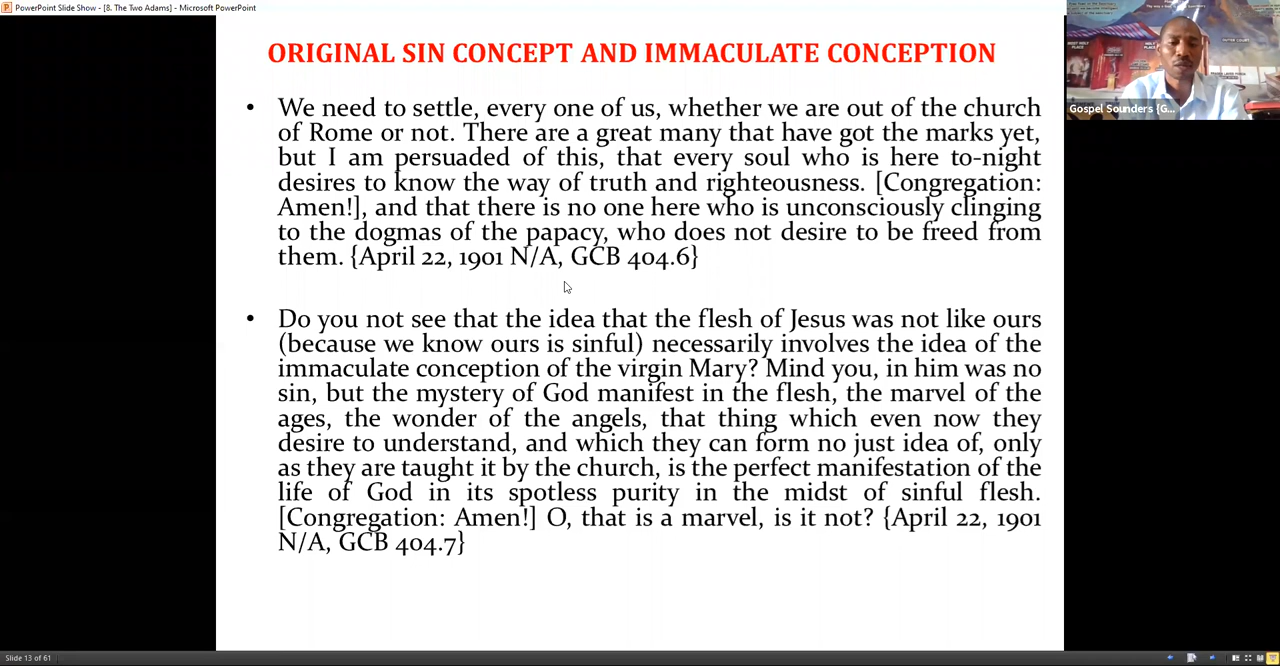 PowerPoint Slide Show - [8. The Two Adams] - Microsoft PowerPoint
ORIGINAL SIN CONCEPT AND IMMACULATE CONCEPTION
• We need to settle, every one of us, whether we are out of the church
of Rome or not. There are a great many that have got the marks yet,
but I am persuaded of this, that every soul who is here to-night
desires to know the way of truth and righteousness. [Congregation:
Amen!], and that there is no one here who is unconsciously clinging
to the dogmas of the papacy, who does not desire to be freed from
them. {April 22, 1901 N/A, GCB 404.6}
• Do you not see that the idea that the flesh of Jesus was not like ours
(because we know ours is sinful) necessarily involves the idea of the
immaculate conception of the virgin Mary? Mind you, in him was no
sin, but the mystery of God manifest in the flesh, the marvel of the
ages, the wonder of the angels, that thing which even now they
desire to understand, and which they can form no just idea of, only
as they are taught it by the church, is the perfect manifestation of the
life of God in its spotless purity in the midst of sinful flesh.
[Congregation: Amen!] O, that is a marvel, is it not? {April 22, 1901
N/A, GCB 404.7}
OUTER COURT
HOLY
PLACE
Gospel Sounders {G...
Slide 13 of 61